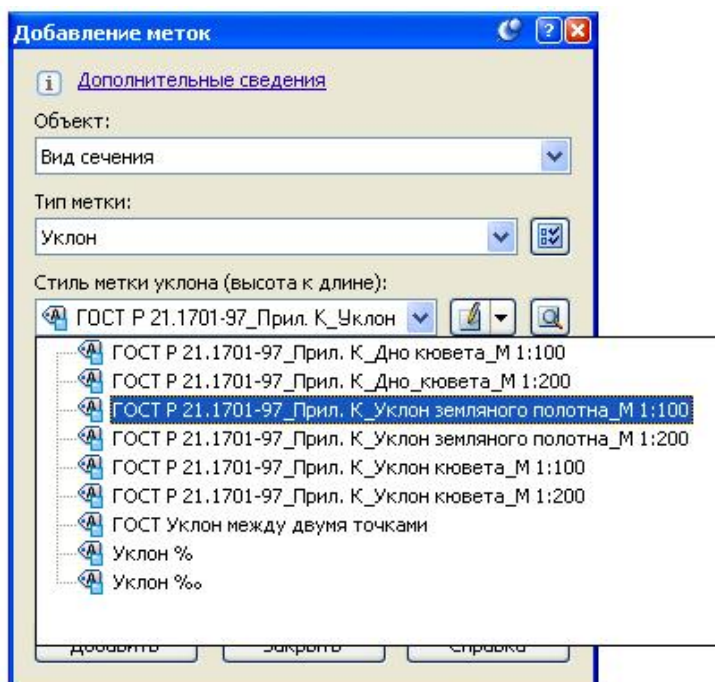 Добавление меток
Дополнительные сведения
Объект:
Вид сечения
Тип метки:
Уклон
Стиль метки уклона (высота к длине):
ГОСТ Р 21.1701-97_Прил. К_Уклон
ГОСТ Р 21.1701-97_Прил. К_Дно кювета_М 1:100
ГОСТ Р 21.1701-97_Прил. К_Дно_кювета_М 1:200
ГОСТ Р 21.1701-97_Прил. К_Уклон земляного полотна_М 1:100
ГОСТ Р 21.1701-97_Прил. К_Уклон земляного полотна_М 1:200
ГОСТ Р 21.1701-97_Прил. К_Уклон кювета_М 1:100
ГОСТ Р 21.1701-97_Прил. К_Уклон кювета_М 1:200
ГОСТ Уклон между двумя точками
Уклон %
Уклон ‰
Добавить Закрыть Справка